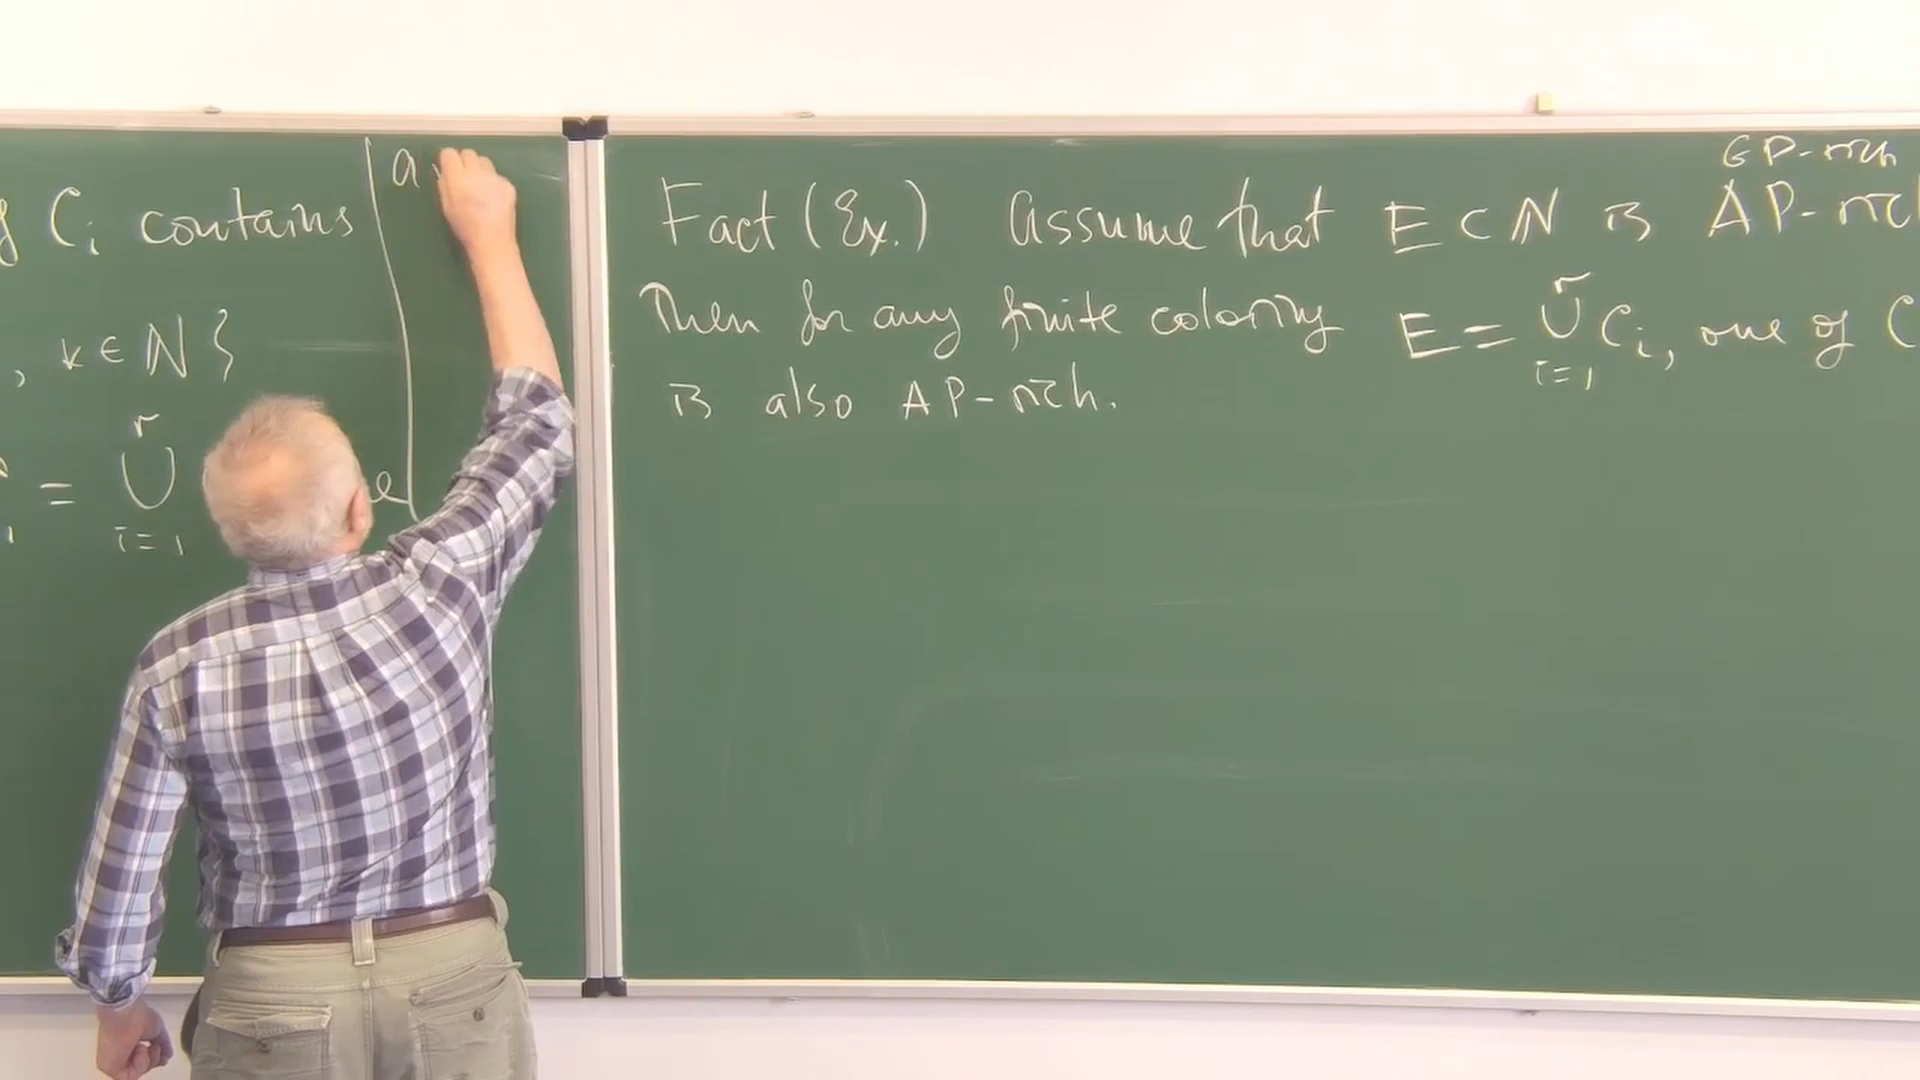 C_i contains
, k ∈ N }
r
= ⋃ e
i=1
a
GP-rich
Fact (Ex.) Assume that E ⊂ N is AP-rich
Then for any finite coloring E = ⋃_{i=1}^{r} C_i, one of C
is also AP-rich.